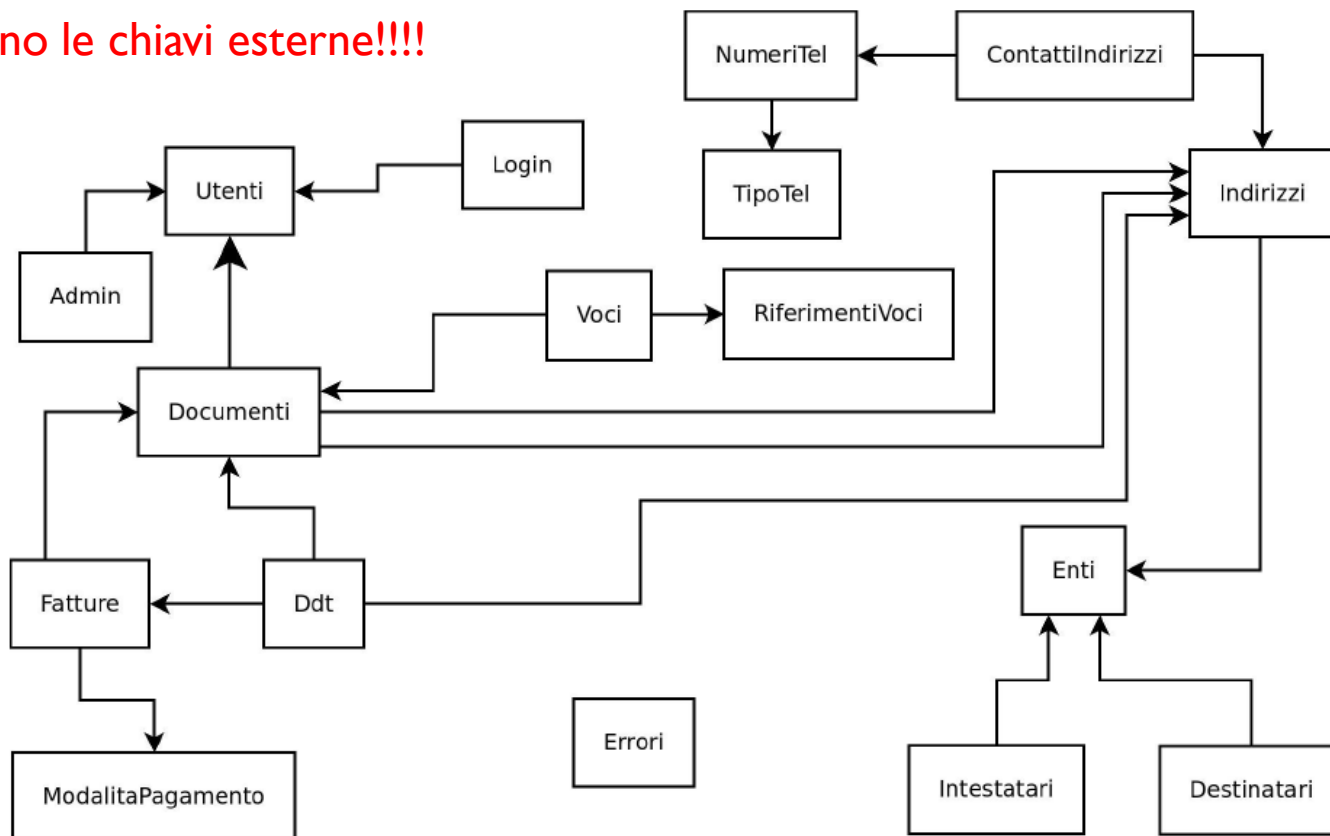 no le chiavi esterne!!!!
NumeriTel
ContattiIndirizzi
Login
Utenti
TipoTel
Indirizzi
Admin
Voci
RiferimentiVoci
Documenti
Enti
Fatture
Ddt
Errori
Intestatari
Destinatari
ModalitaPagamento